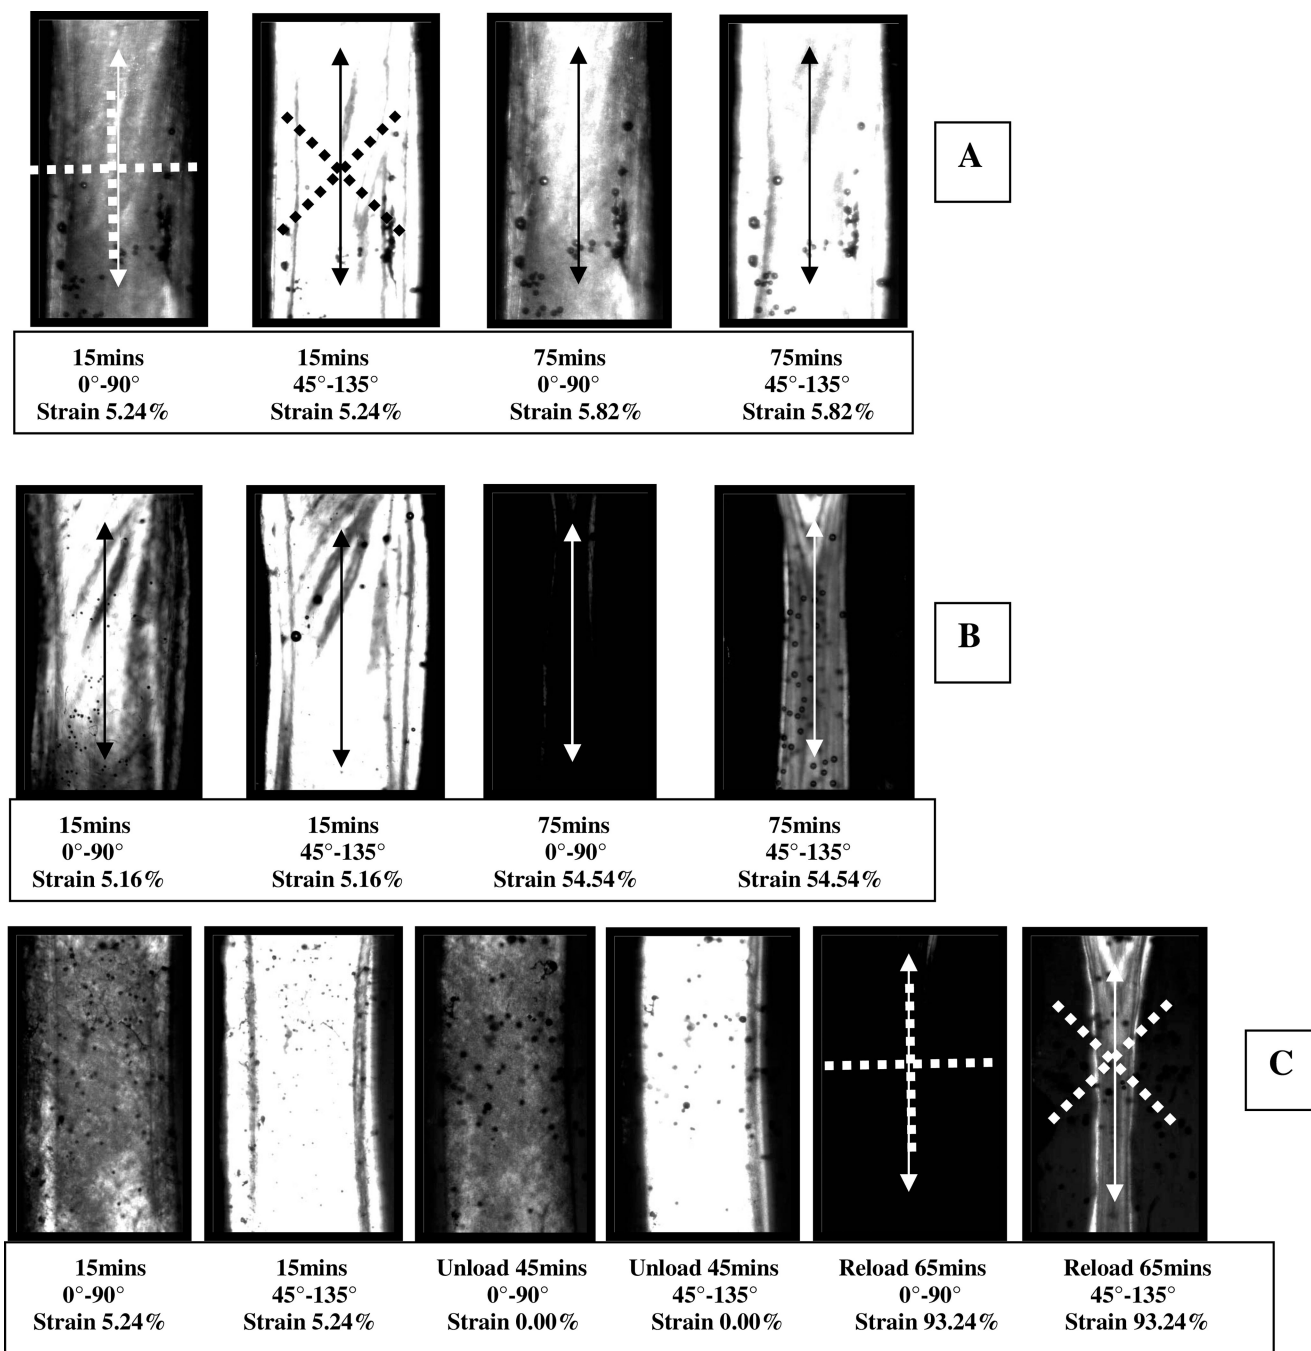 A
15mins
0°-90°
Strain 5.24%
15mins
45°-135°
Strain 5.24%
75mins
0°-90°
Strain 5.82%
75mins
45°-135°
Strain 5.82%
B
15mins
0°-90°
Strain 5.16%
15mins
45°-135°
Strain 5.16%
75mins
0°-90°
Strain 54.54%
75mins
45°-135°
Strain 54.54%
C
15mins
0°-90°
Strain 5.24%
15mins
45°-135°
Strain 5.24%
Unload 45mins
0°-90°
Strain 0.00%
Unload 45mins
45°-135°
Strain 0.00%
Reload 65mins
0°-90°
Strain 93.24%
Reload 65mins
45°-135°
Strain 93.24%